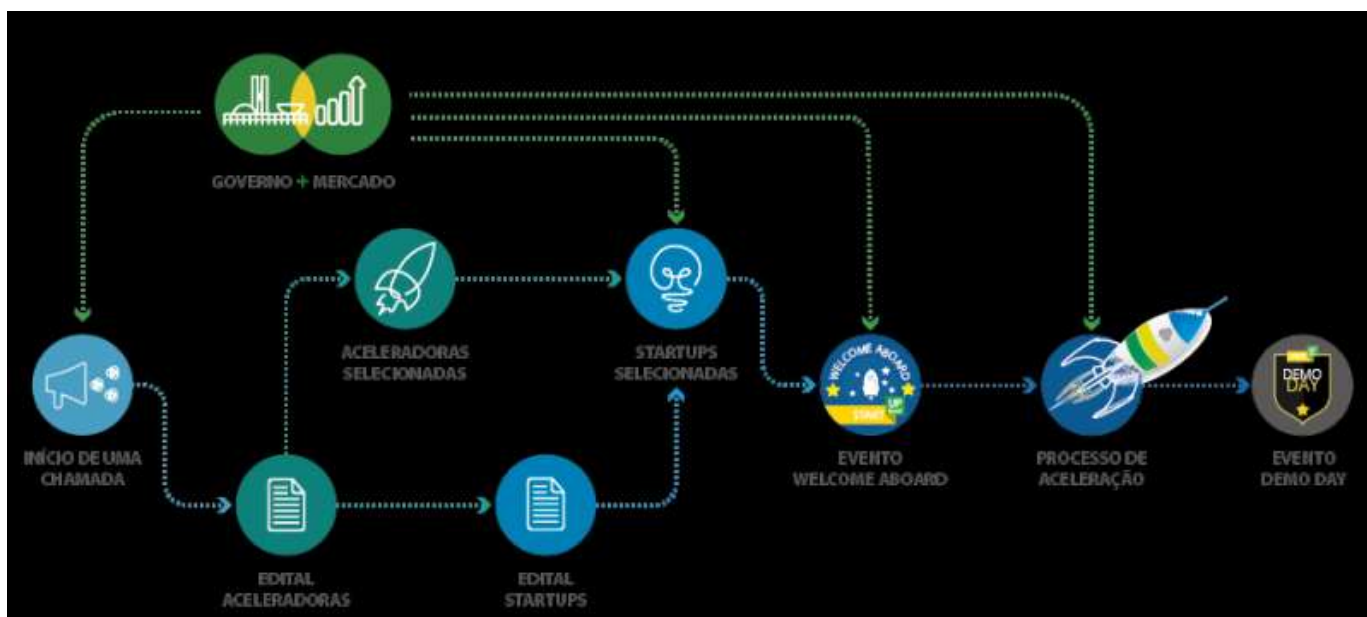 GOVERNO + MERCADO
ACELERADORAS
SELECIONADAS
STARTUPS
SELECIONADAS
WELCOME ABOARD
START
UP
DEMO
DAY
INÍCIO DE UMA
CHAMADA
EVENTO
WELCOME ABOARD
PROCESSO DE
ACELERAÇÃO
EVENTO
DEMO DAY
EDITAL
ACELERADORAS
EDITAL
STARTUPS